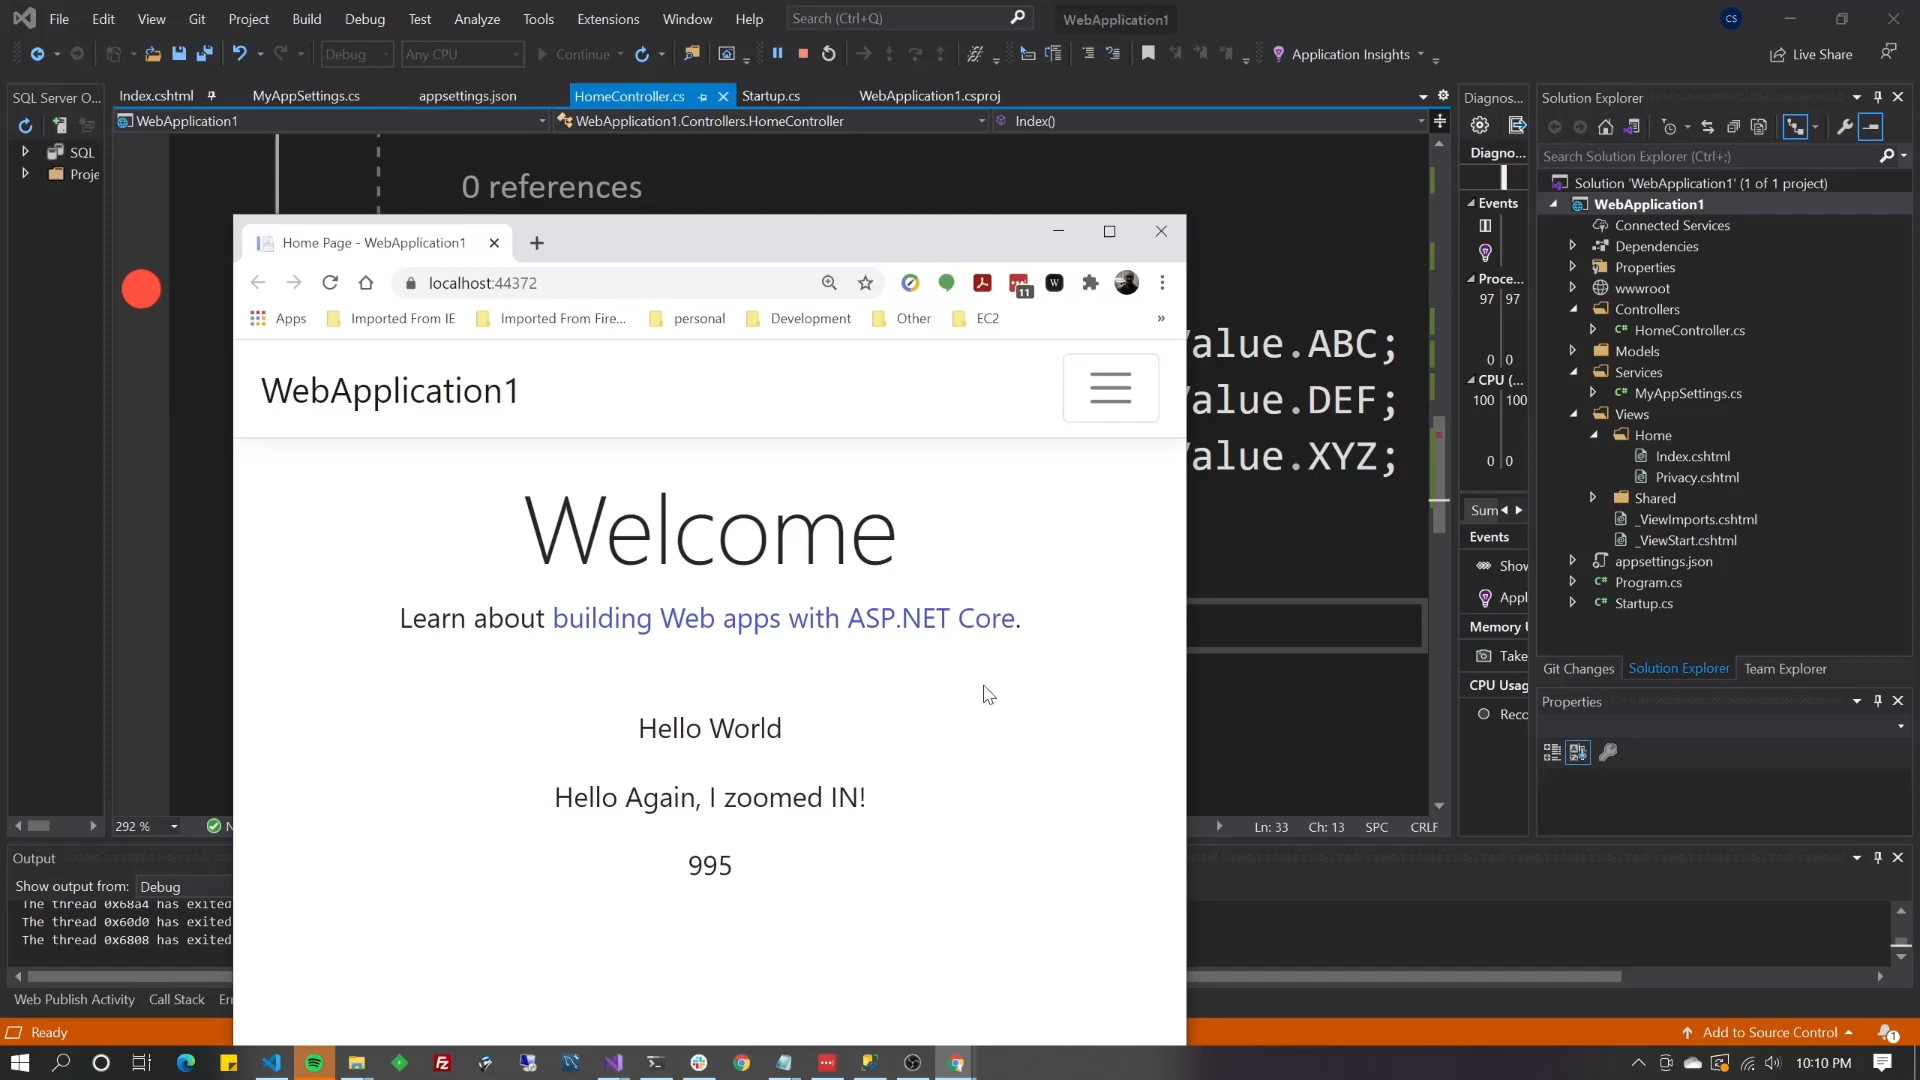 File Edit View Git Project Build Debug Test Analyze Tools Extensions Window Help Search (Ctrl+Q) WebApplication1 CS
Debug Any CPU Continue Application Insights Live Share
SQL Server O... Index.cshtml MyAppSettings.cs appsettings.json HomeController.cs Startup.cs WebApplication1.csproj Diagnos... Solution Explorer
WebApplication1 WebApplication1.Controllers.HomeController Index()
SQL
Proje
0 references
Home Page - WebApplication1
localhost:44372
11
Apps Imported From IE Imported From Fire... personal Development Other EC2 »
WebApplication1
Welcome
Learn about building Web apps with ASP.NET Core.
Hello World
Hello Again, I zoomed IN!
995
alue.ABC;
alue.DEF;
alue.XYZ;
292 %
Ln: 33 Ch: 13 SPC CRLF
Diagno...
Events
Proce...
97 97
0 0
CPU (...
100 100
0 0
Sum
Events
Show
Appl
Memory U
Take
CPU Usag
Reco
Search Solution Explorer (Ctrl+;)
Solution 'WebApplication1' (1 of 1 project)
WebApplication1
Connected Services
Dependencies
Properties
wwwroot
Controllers
C# HomeController.cs
Models
Services
C# MyAppSettings.cs
Views
Home
Index.cshtml
Privacy.cshtml
Shared
_ViewImports.cshtml
_ViewStart.cshtml
appsettings.json
C# Program.cs
C# Startup.cs
Git Changes Solution Explorer Team Explorer
Properties
Output
Show output from: Debug
The thread 0x68a4 has exited
The thread 0x60d0 has exited
The thread 0x6808 has exited
Web Publish Activity Call Stack
Ready Add to Source Control 1
10:10 PM